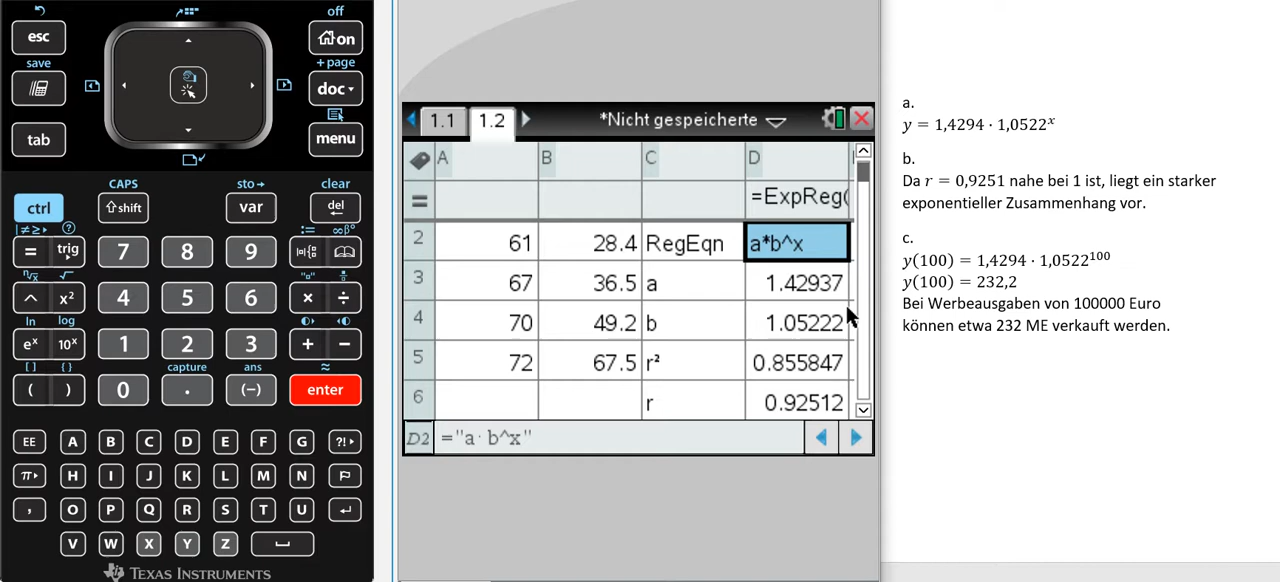 off
esc
on
save
+ page
doc
tab
menu
CAPS
sto→
clear
ctrl
⇧shift
var
del
|≠≥▸
?
:=
∞β°
=
trig
7
8
9
|□|{
ⁿ√x
√
"□"
÷
^
x²
4
5
6
×
÷
ln
log
eˣ
10ˣ
1
2
3
+
−
[ ]
{ }
capture
ans
≈
(
)
0
.
(−)
enter
EE
A
B
C
D
E
F
G
?!▸
π▸
H
I
J
K
L
M
N
,
O
P
Q
R
S
T
U
↵
V
W
X
Y
Z
TEXAS INSTRUMENTS
1.1 1.2 *Nicht gespeicherte
A B C D
= =ExpReg(
2 61 28.4 RegEqn a*b^x
3 67 36.5 a 1.42937
4 70 49.2 b 1.05222
5 72 67.5 r² 0.855847
6 r 0.92512
D2 ="a· b^x"
a.
y = 1,4294 · 1,0522ˣ
b.
Da r = 0,9251 nahe bei 1 ist, liegt ein starker
exponentieller Zusammenhang vor.
c.
y(100) = 1,4294 · 1,0522¹⁰⁰
y(100) = 232,2
Bei Werbeausgaben von 100000 Euro
können etwa 232 ME verkauft werden.